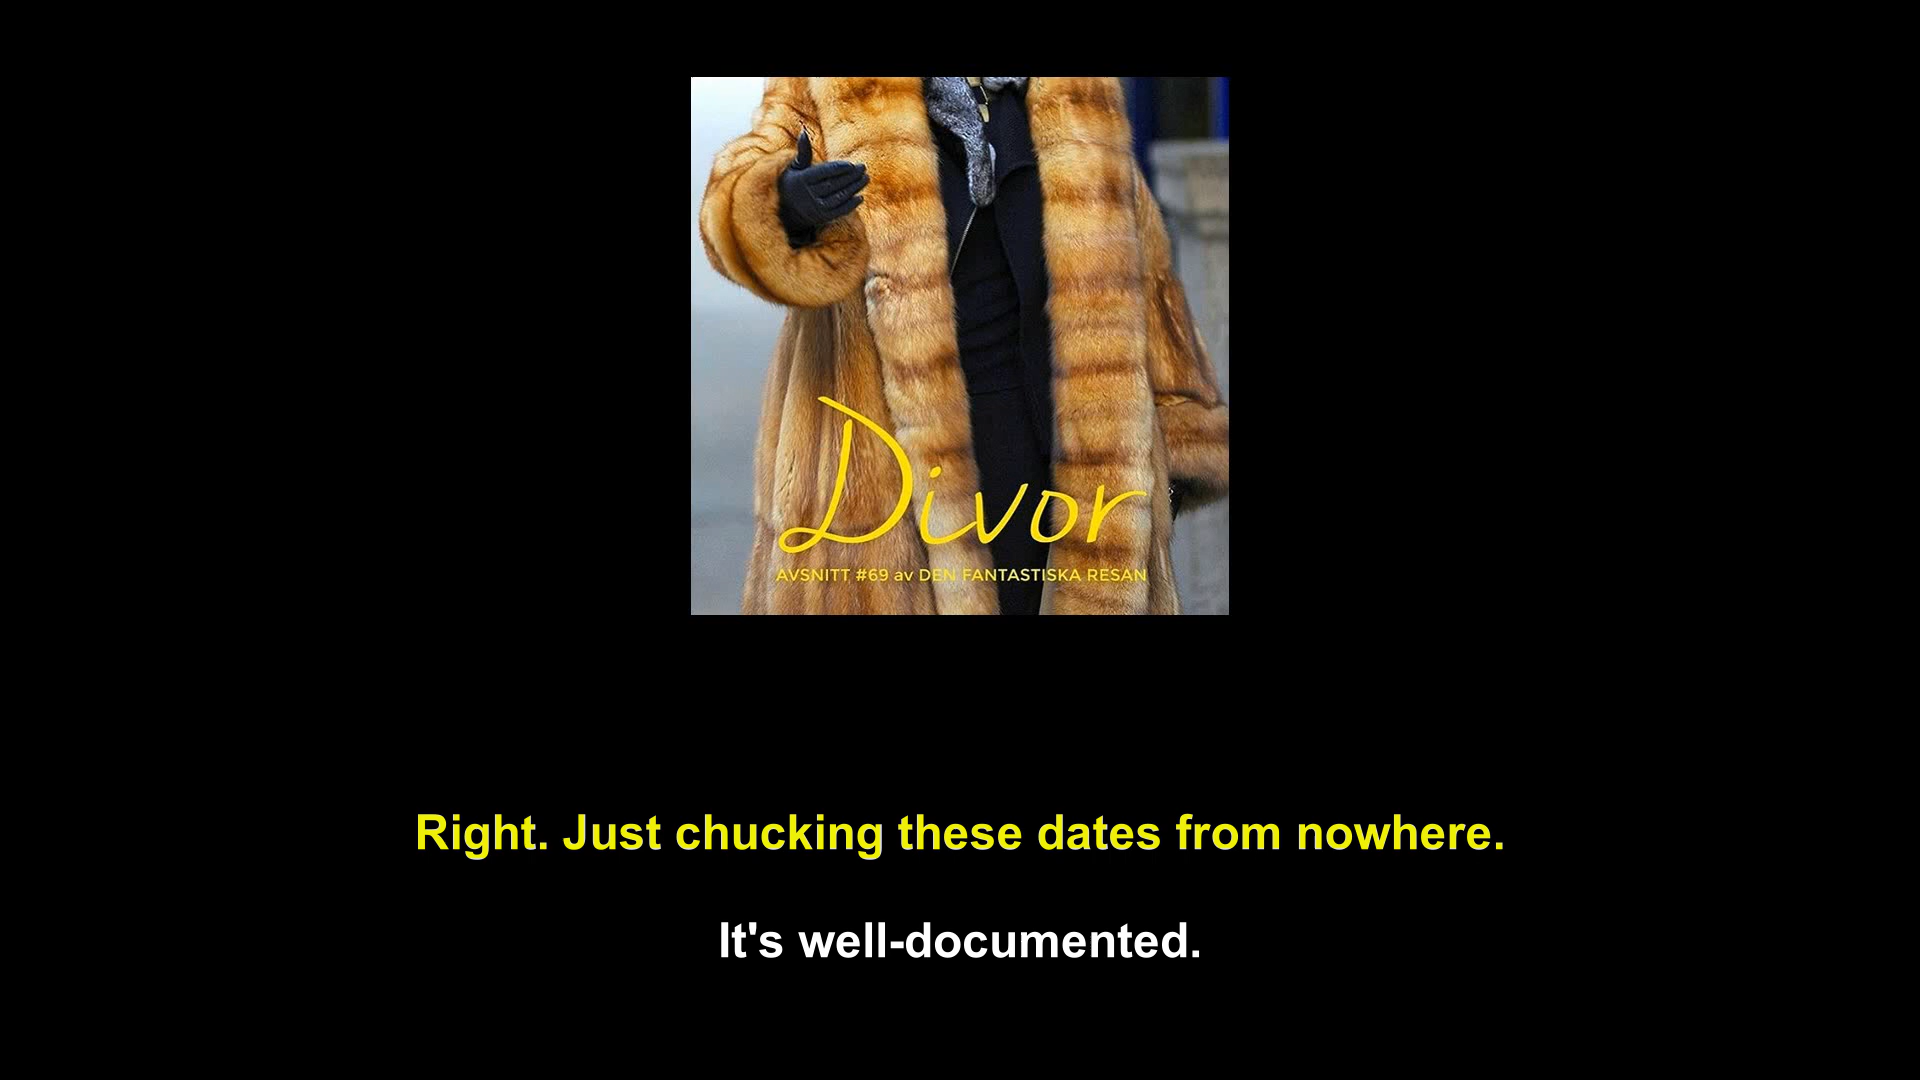 Divor
AVSNITT #69 av DEN FANTASTISKA RESAN
Right. Just chucking these dates from nowhere.
It's well-documented.